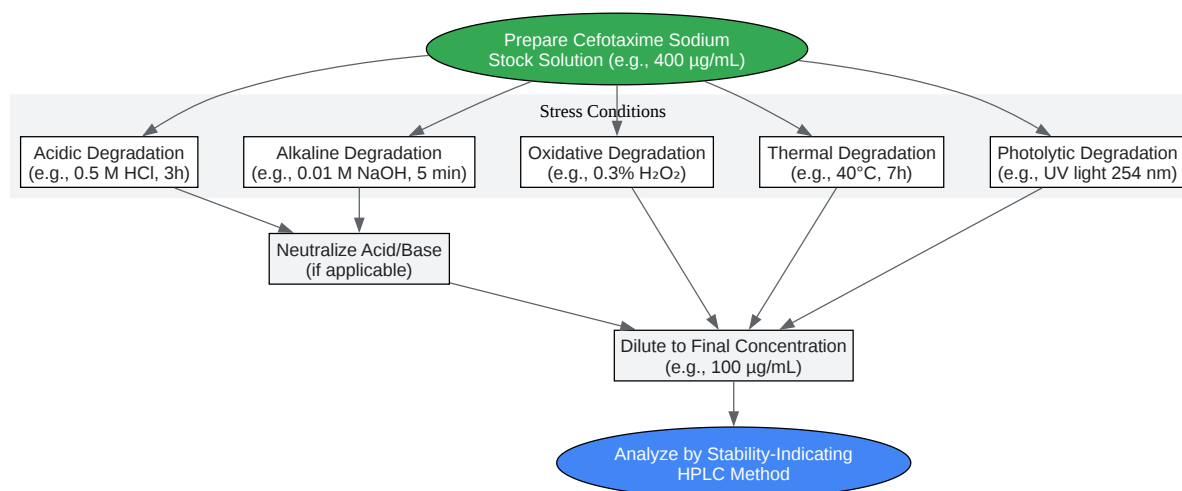 Prepare Cefotaxime Sodium
Stock Solution (e.g., 400 µg/mL)
Stress Conditions
Acidic Degradation
(e.g., 0.5 M HCl, 3h)
Alkaline Degradation
(e.g., 0.01 M NaOH, 5 min)
Oxidative Degradation
(e.g., 0.3% H₂O₂)
Thermal Degradation
(e.g., 40°C, 7h)
Photolytic Degradation
(e.g., UV light 254 nm)
Neutralize Acid/Base
(if applicable)
Dilute to Final Concentration
(e.g., 100 µg/mL)
Analyze by Stability-Indicating
HPLC Method